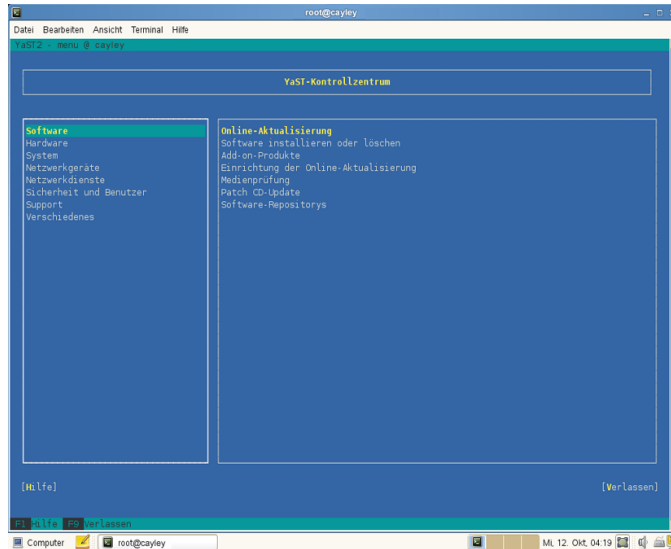 root@cayley
Datei Bearbeiten Ansicht Terminal Hilfe
YaST2 - menu @ cayley
YaST-Kontrollzentrum
Software
Hardware
System
Netzwerkgeräte
Netzwerkdienste
Sicherheit und Benutzer
Support
Verschiedenes
Online-Aktualisierung
Software installieren oder löschen
Add-on-Produkte
Einrichtung der Online-Aktualisierung
Medienprüfung
Patch CD-Update
Software-Repositorys
[Hilfe] [Verlassen]
F1 Hilfe F9 Verlassen
Computer root@cayley Mi, 12. Okt, 04:19